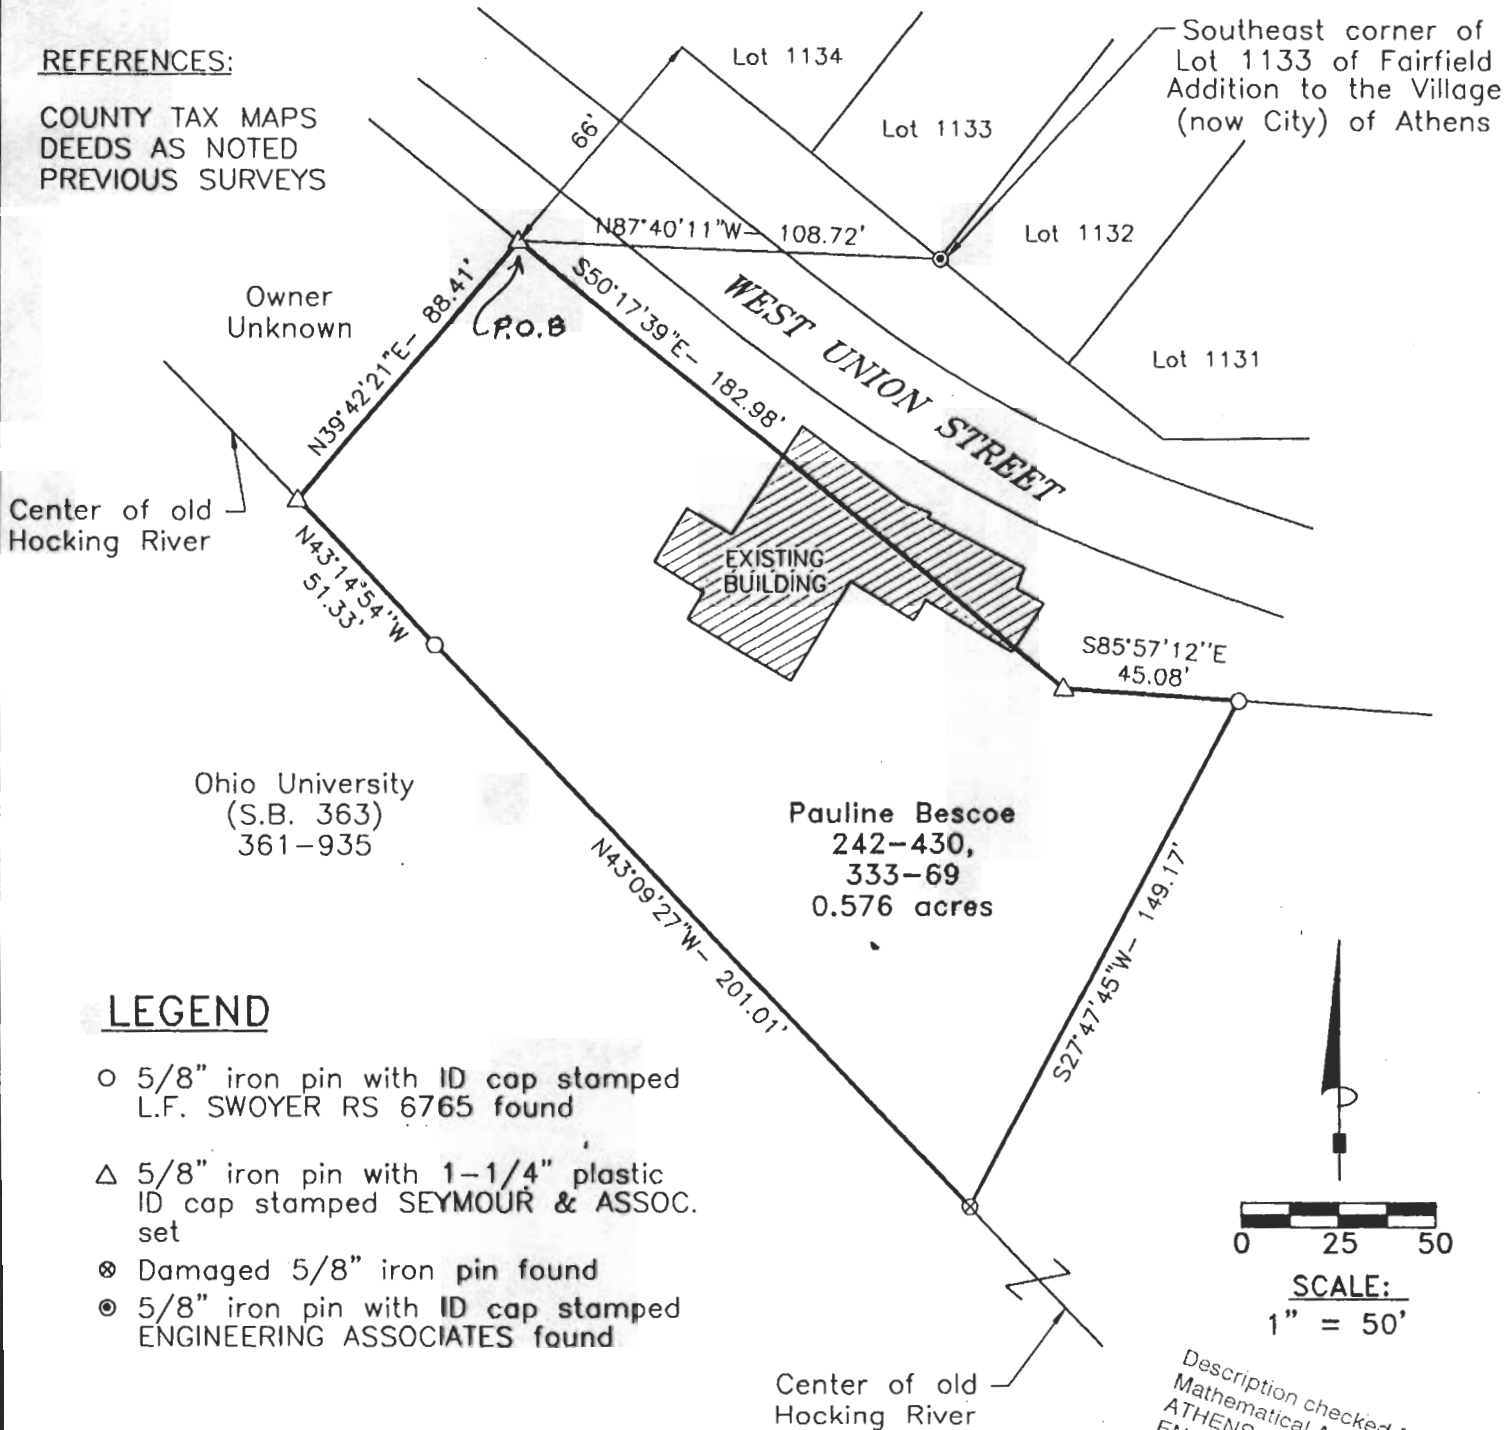 REFERENCES:
COUNTY TAX MAPS
DEEDS AS NOTED
PREVIOUS SURVEYS
Lot 1134
Lot 1133
Lot 1132
Lot 1131
Southeast corner of
Lot 1133 of Fairfield
Addition to the Village
(now City) of Athens
66'
N87°40'11"W— 108.72'
Owner
Unknown
N39°42'21"E— 88.41'
P.O.B
S50°17'39"E— 182.98'
WEST UNION STREET
Center of old
Hocking River
N43°14'54"W
51.33'
EXISTING
BUILDING
S85°57'12"E
45.08'
Ohio University
(S.B. 363)
361-935
Pauline Bescoe
242-430,
333-69
0.576 acres
N43°09'27"W— 201.01'
S27°47'45"W— 149.17'
LEGEND
5/8" iron pin with ID cap stamped
L.F. SWOYER RS 6765 found
5/8" iron pin with 1-1/4" plastic
ID cap stamped SEYMOUR & ASSOC.
set
Damaged 5/8" iron pin found
5/8" iron pin with ID cap stamped
ENGINEERING ASSOCIATES found
0 25 50
SCALE:
1" = 50'
Center of old
Hocking River
Description checked
Mathematical
ATHENS